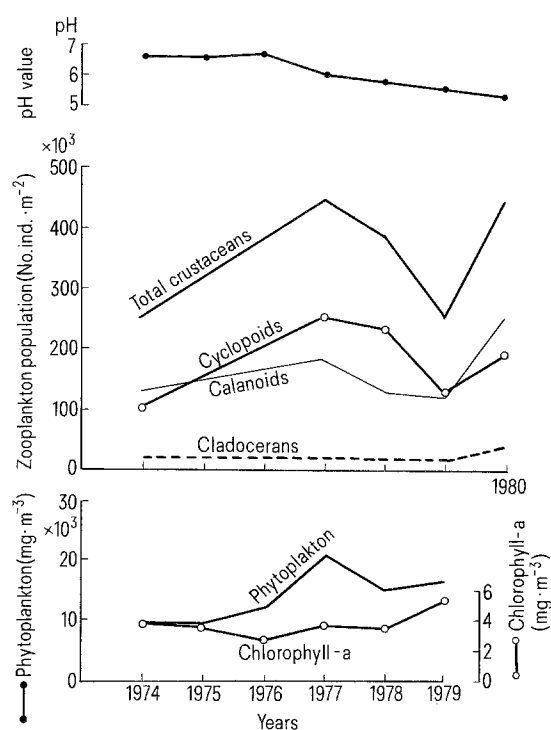 pH
7
6
5
pH value
×10³
500
400
300
200
100
0
Zooplankton population (No.ind.·m⁻²)
Total crustaceans
Cyclopoids
Calanoids
Cladocerans
1980
30
×10³
20
10
0
Phytoplankton (mg·m⁻³)
Phytoplakton
Chlorophyll-a
6
4
2
0
Chlorophyll-a
(mg·m⁻³)
1974 1975 1976 1977 1978 1979
Years